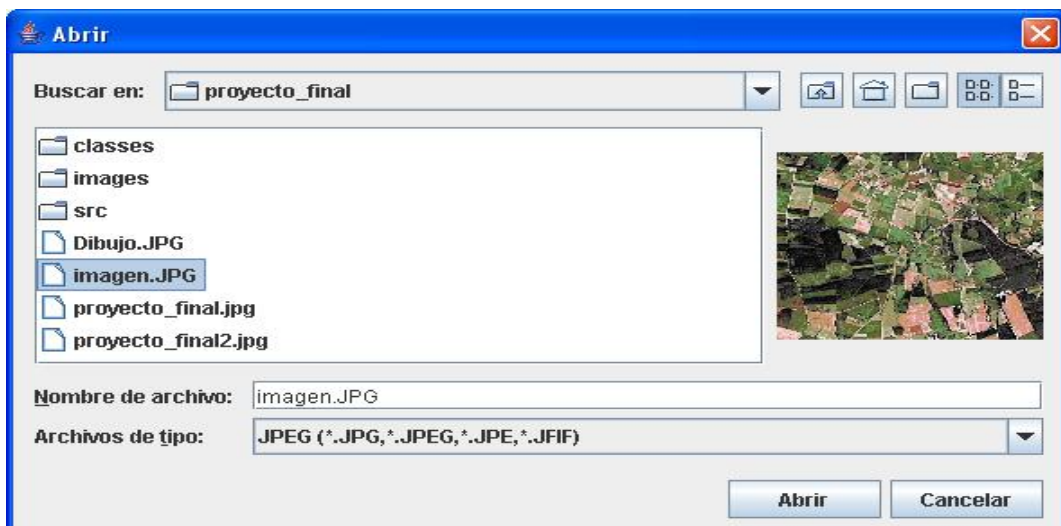 Abrir
Buscar en: proyecto_final
classes
images
src
Dibujo.JPG
imagen.JPG
proyecto_final.jpg
proyecto_final2.jpg
Nombre de archivo: imagen.JPG
Archivos de tipo: JPEG (*.JPG,*.JPEG,*.JPE,*.JFIF)
Abrir Cancelar